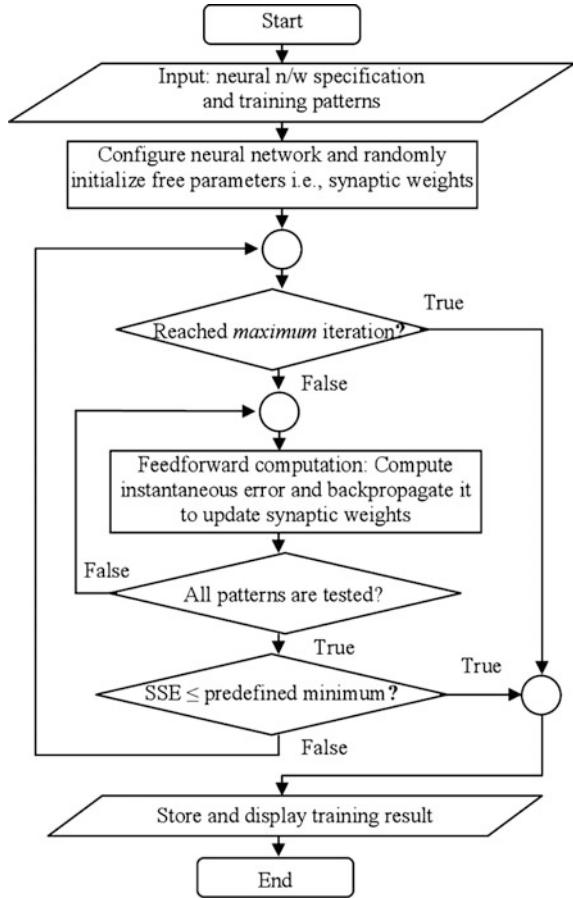 Start
Input: neural n/w specification
and training patterns
Configure neural network and randomly
initialize free parameters i.e., synaptic weights
True
Reached maximum iteration?
False
Feedforward computation: Compute
instantaneous error and backpropagate it
to update synaptic weights
False
All patterns are tested?
True
True
SSE ≤ predefined minimum ?
False
Store and display training result
End